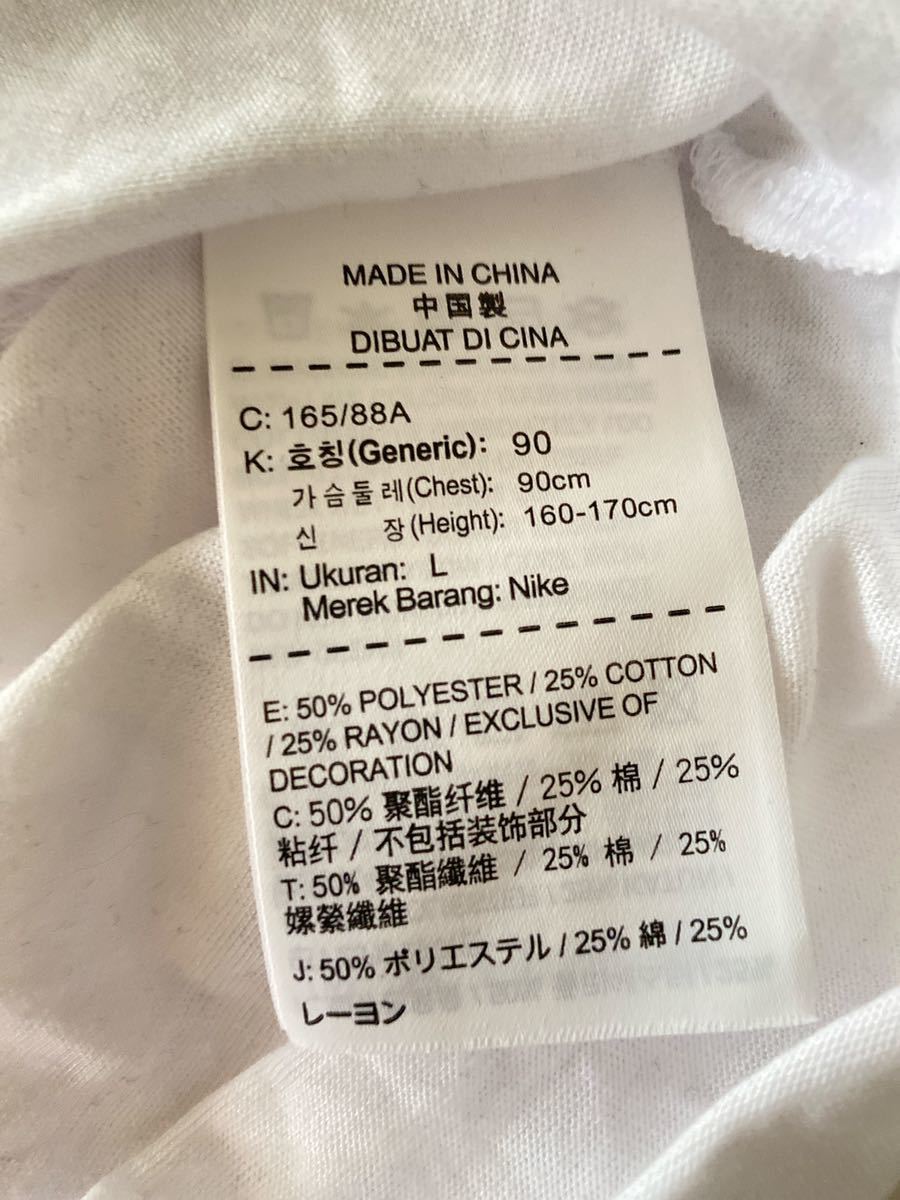 MADE IN CHINA
中国製
DIBUAT DI CINA
C: 165/88A
K: 호칭(Generic): 90
가슴둘레(Chest): 90cm
신 장(Height): 160-170cm
IN: Ukuran: L
Merek Barang: Nike
E: 50% POLYESTER / 25% COTTON
/ 25% RAYON / EXCLUSIVE OF
DECORATION
C: 50% 聚酯纤维 / 25% 棉 / 25%
粘纤 / 不包括装饰部分
T: 50% 聚酯纖維 / 25% 棉 / 25%
嫘縈纖維
J: 50% ポリエステル / 25% 綿 / 25%
レーヨン